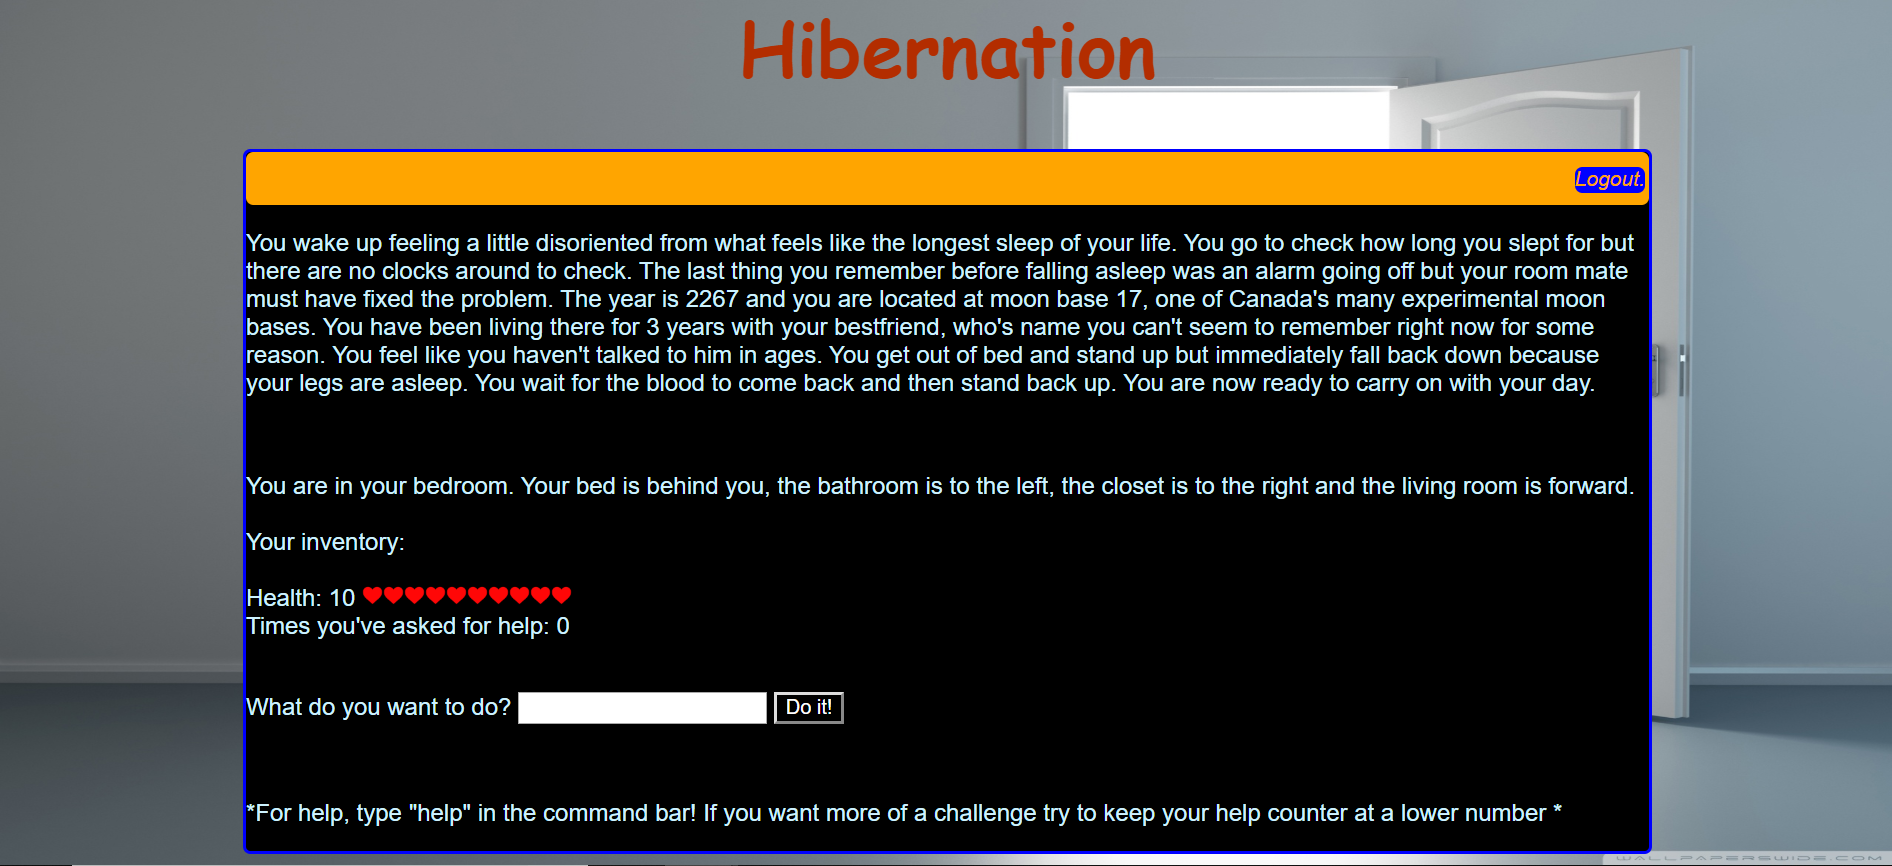 Hibernation
Logout.
You wake up feeling a little disoriented from what feels like the longest sleep of your life. You go to check how long you slept for but
there are no clocks around to check. The last thing you remember before falling asleep was an alarm going off but your room mate
must have fixed the problem. The year is 2267 and you are located at moon base 17, one of Canada's many experimental moon
bases. You have been living there for 3 years with your bestfriend, who's name you can't seem to remember right now for some
reason. You feel like you haven't talked to him in ages. You get out of bed and stand up but immediately fall back down because
your legs are asleep. You wait for the blood to come back and then stand back up. You are now ready to carry on with your day.
You are in your bedroom. Your bed is behind you, the bathroom is to the left, the closet is to the right and the living room is forward.
Your inventory:
Health: 10 ♥♥♥♥♥♥♥♥♥♥
Times you've asked for help: 0
What do you want to do? Do it!
*For help, type "help" in the command bar! If you want more of a challenge try to keep your help counter at a lower number *
WALLPAPERSWIDE.COM